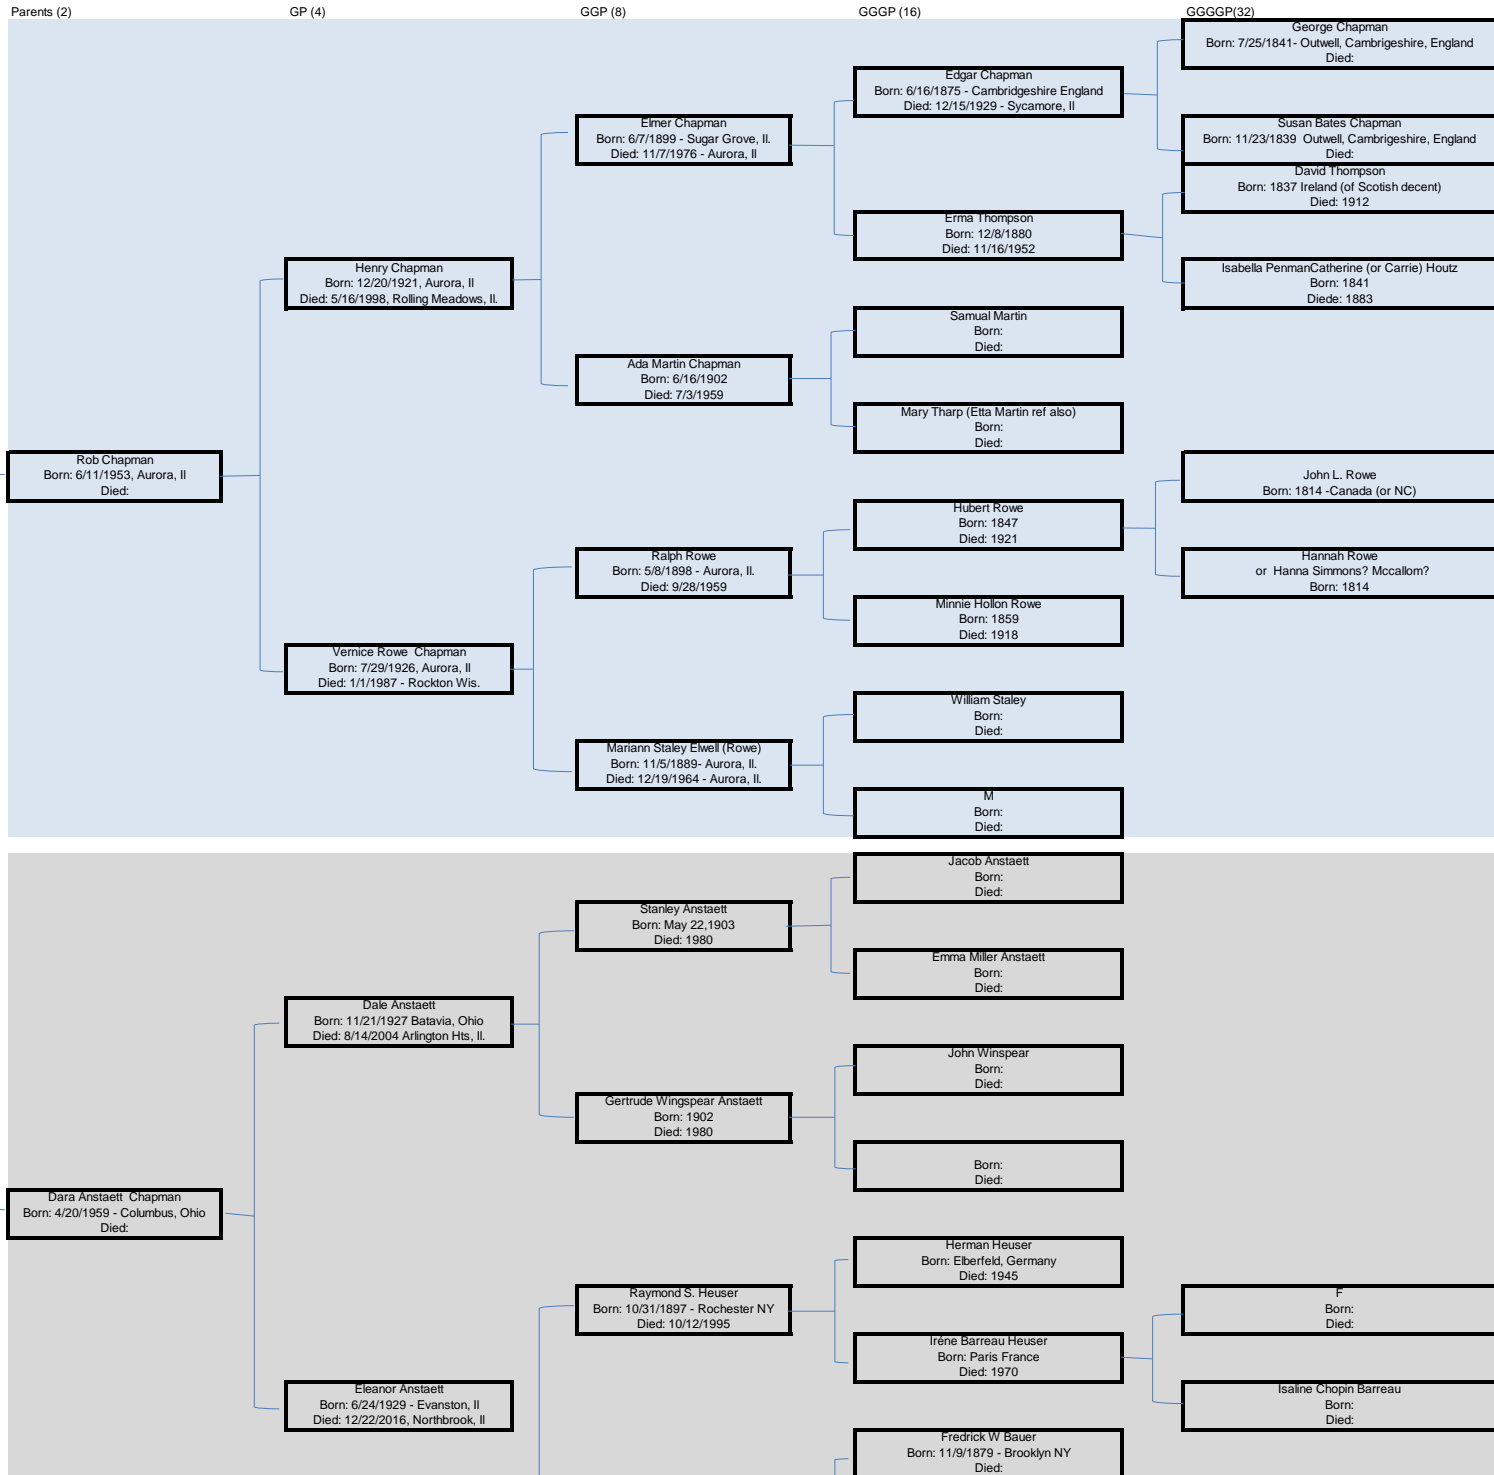 Parents (2)
GP (4)
GGP (8)
GGGP (16)
GGGGP(32)
George Chapman
Born: 7/25/1841- Outwell, Cambrigeshire, England
Died:
Edgar Chapman
Born: 6/16/1875 - Cambridgeshire England
Died: 12/15/1929 - Sycamore, Il
Elmer Chapman
Born: 6/7/1899 - Sugar Grove, Il.
Died: 11/7/1976 - Aurora, Il
Susan Bates Chapman
Born: 11/23/1839  Outwell, Cambrigeshire, England
Died:
David Thompson
Born: 1837 Ireland (of Scotish decent)
Died: 1912
Erma Thompson
Born: 12/8/1880
Died: 11/16/1952
Henry Chapman
Born: 12/20/1921, Aurora, Il
Died: 5/16/1998, Rolling Meadows, Il.
Isabella PenmanCatherine (or Carrie) Houtz
Born: 1841
Diede: 1883
Samual Martin
Born:
Died:
Ada Martin Chapman
Born: 6/16/1902
Died: 7/3/1959
Mary Tharp (Etta Martin ref also)
Born:
Died:
Rob Chapman
Born: 6/11/1953, Aurora, Il
Died:
John L. Rowe
Born: 1814 -Canada (or NC)
Hubert Rowe
Born: 1847
Died: 1921
Ralph Rowe
Born: 5/8/1898 - Aurora, Il.
Died: 9/28/1959
Hannah Rowe
or  Hanna Simmons? Mccallom?
Born: 1814
Minnie Hollon Rowe
Born: 1859
Died: 1918
Vernice Rowe  Chapman
Born: 7/29/1926, Aurora, Il
Died: 1/1/1987 - Rockton Wis.
William Staley
Born:
Died:
Mariann Staley Elwell (Rowe)
Born: 11/5/1889- Aurora, Il.
Died: 12/19/1964 - Aurora, Il.
M
Born:
Died:
Jacob Anstaett
Born:
Died:
Stanley Anstaett
Born: May 22,1903
Died: 1980
Emma Miller Anstaett
Born:
Died:
Dale Anstaett
Born: 11/21/1927 Batavia, Ohio
Died: 8/14/2004 Arlington Hts, Il.
John Winspear
Born:
Died:
Gertrude Wingspear Anstaett
Born: 1902
Died: 1980
Born:
Died:
Dara Anstaett  Chapman
Born: 4/20/1959 - Columbus, Ohio
Died:
Herman Heuser
Born: Elberfeld, Germany
Died: 1945
Raymond S. Heuser
Born: 10/31/1897 - Rochester NY
Died: 10/12/1995
F
Born:
Died:
Iréne Barreau Heuser
Born: Paris France
Died: 1970
Eleanor Anstaett
Born: 6/24/1929 - Evanston, Il
Died: 12/22/2016, Northbrook, Il
Isaline Chopin Barreau
Born:
Died:
Fredrick W Bauer
Born: 11/9/1879 - Brooklyn NY
Died: